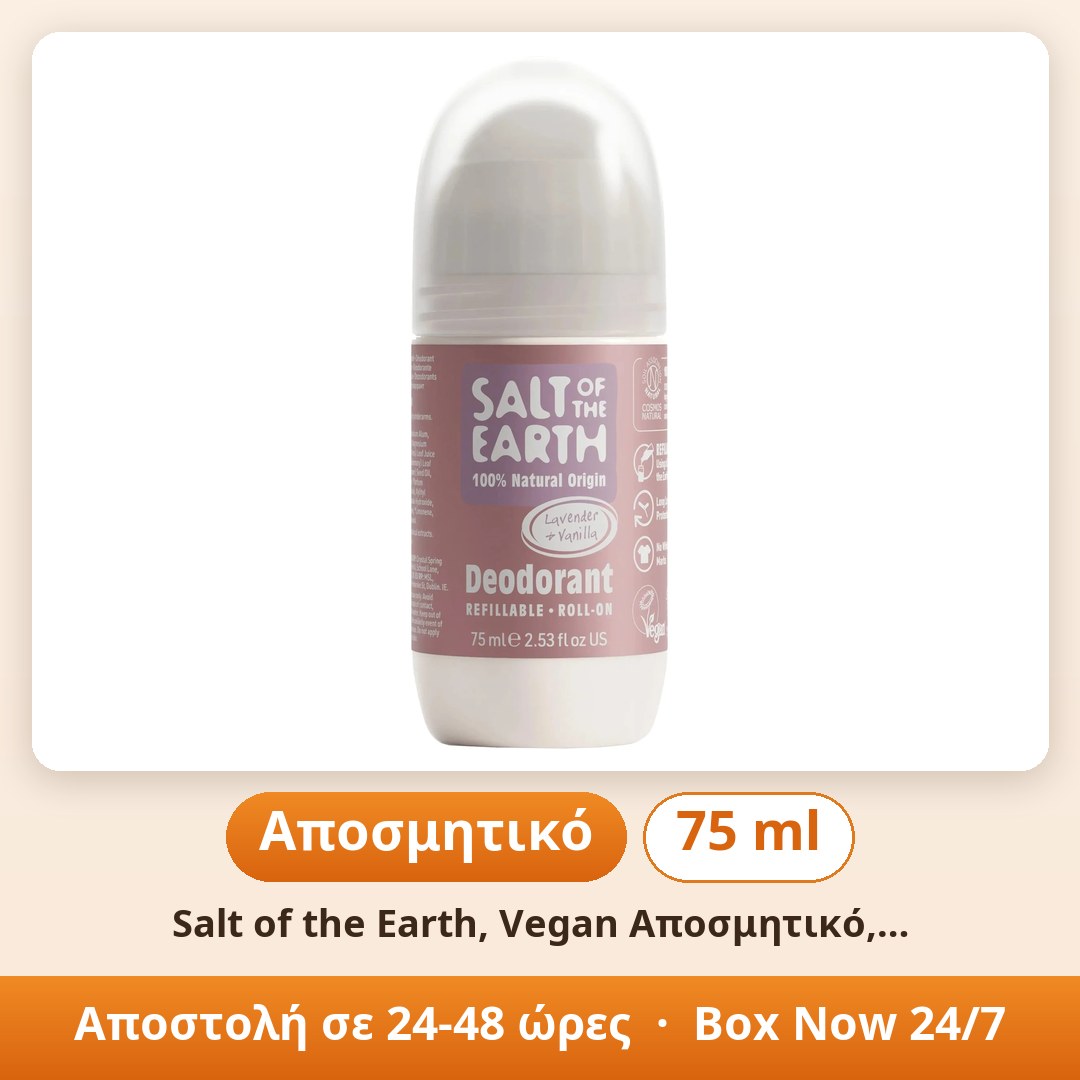 SALT OF
THE
EARTH
100% Natural Origin
Lavender
+ Vanilla
Deodorant
REFILLABLE • ROLL-ON
75 ml e 2.53 fl oz US
COSMOS
NATURAL
Vegan
Αποσμητικό
75 ml
Salt of the Earth, Vegan Αποσμητικό,...
Αποστολή σε 24-48 ώρες · Box Now 24/7